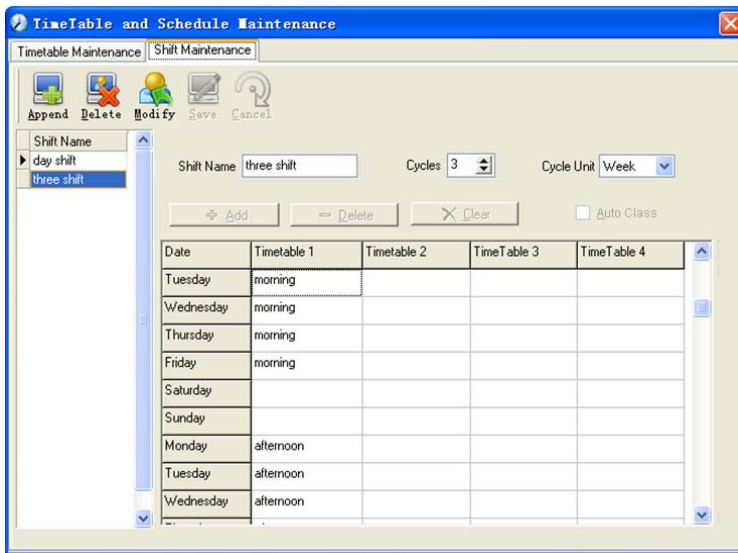 TimeTable and Schedule Maintenance
Timetable Maintenance Shift Maintenance
Append Delete Modify Save Cancel
Shift Name
day shift
three shift
Shift Name three shift Cycles 3 Cycle Unit Week
Add Delete Clear Auto Class
Date Timetable 1 Timetable 2 TimeTable 3 TimeTable 4
Tuesday morning
Wednesday morning
Thursday morning
Friday morning
Saturday
Sunday
Monday afternoon
Tuesday afternoon
Wednesday afternoon